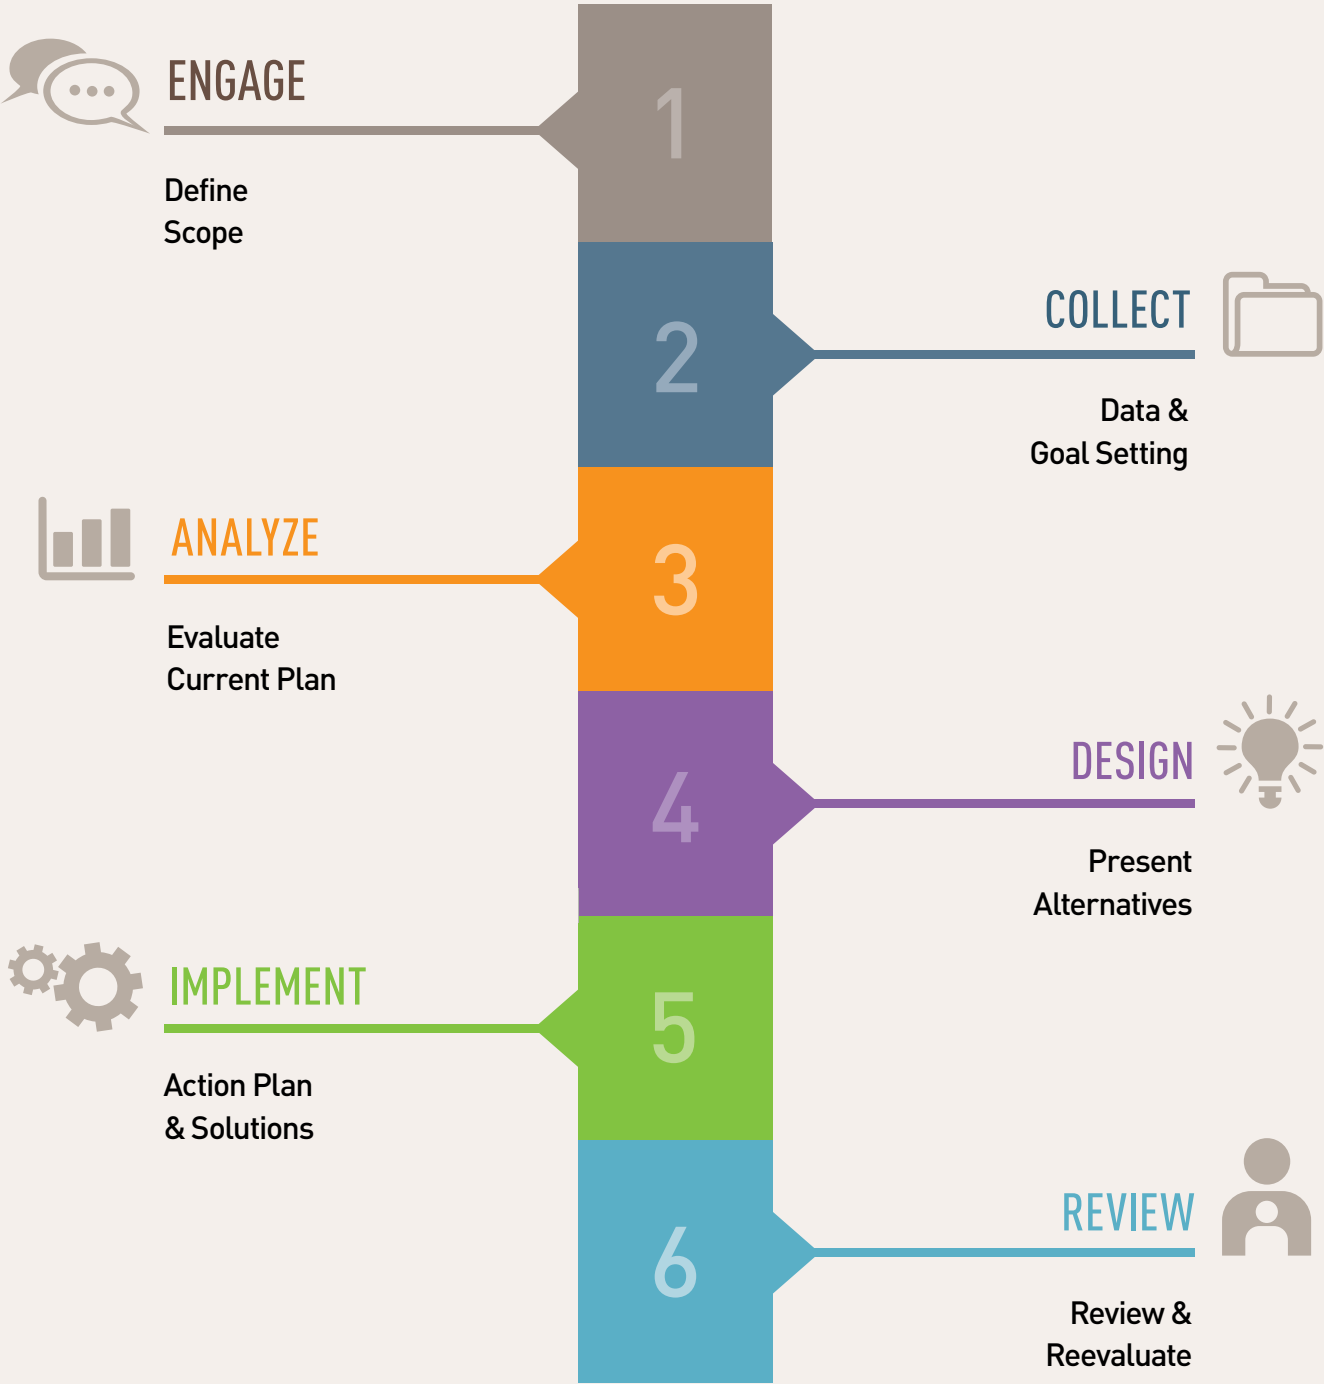 ENGAGE
1
Define
Scope
2
COLLECT
Data &
Goal Setting
ANALYZE
3
Evaluate
Current Plan
4
DESIGN
Present
Alternatives
IMPLEMENT
5
Action Plan
& Solutions
6
REVIEW
Review &
Reevaluate